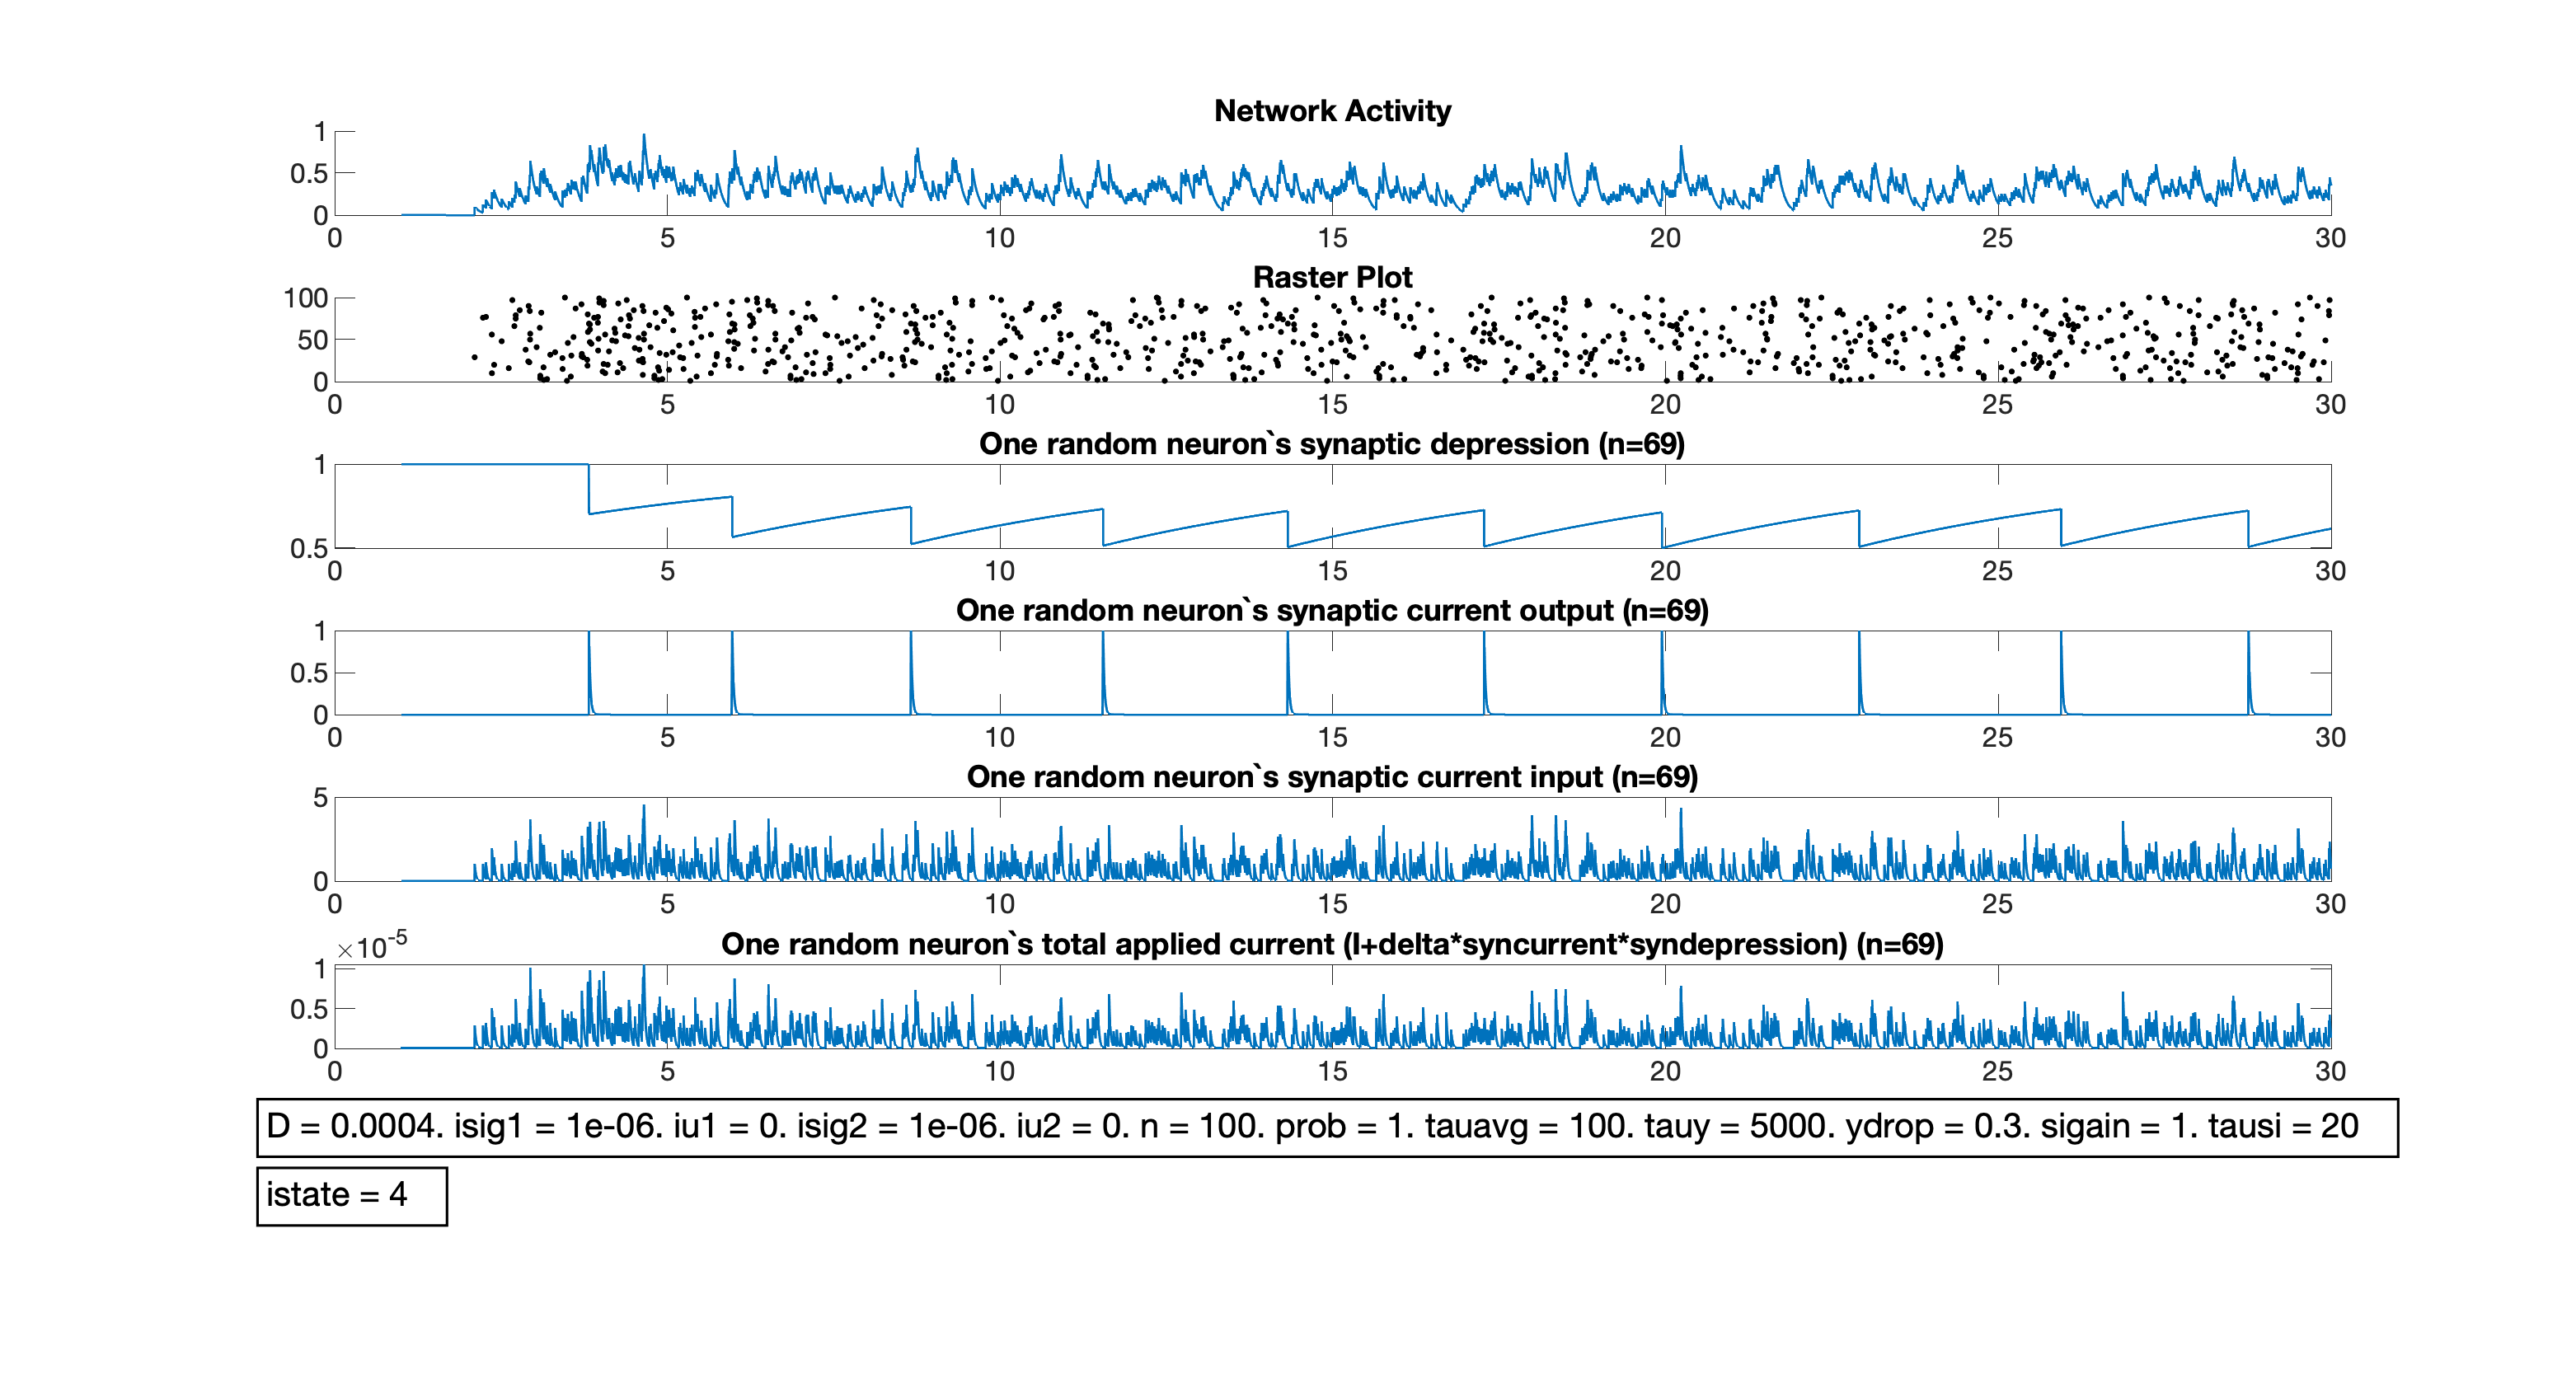 Network Activity
1
0.5
0
0 5 10 15 20 25 30
Raster Plot
100
50
0
0 5 10 15 20 25 30
One random neuron`s synaptic depression (n=69)
1
0.5
0 5 10 15 20 25 30
One random neuron`s synaptic current output (n=69)
1
0.5
0
0 5 10 15 20 25 30
One random neuron`s synaptic current input (n=69)
5
0
0 5 10 15 20 25 30
×10⁻⁵ One random neuron`s total applied current (I+delta*syncurrent*syndepression) (n=69)
1
0.5
0
0 5 10 15 20 25 30
D = 0.0004. isig1 = 1e-06. iu1 = 0. isig2 = 1e-06. iu2 = 0. n = 100. prob = 1. tauavg = 100. tauy = 5000. ydrop = 0.3. sigain = 1. tausi = 20
istate = 4